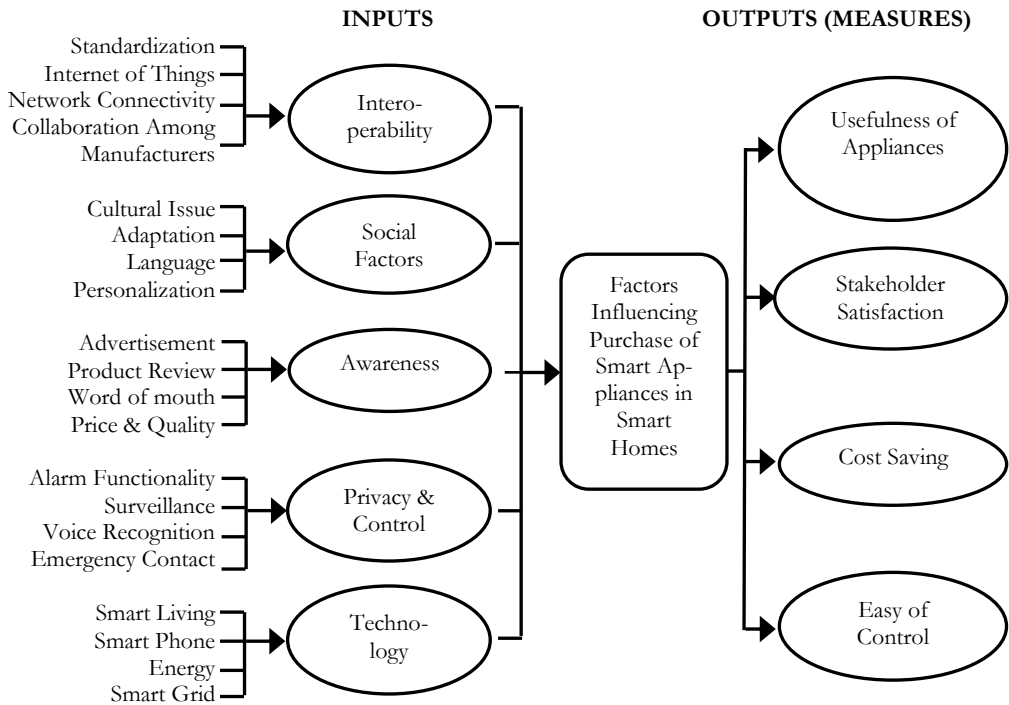 INPUTS
OUTPUTS (MEASURES)
Standardization
Internet of Things
Network Connectivity
Collaboration Among
Manufacturers
Intero-
perability
Cultural Issue
Adaptation
Language
Personalization
Social
Factors
Advertisement
Product Review
Word of mouth
Price & Quality
Awareness
Alarm Functionality
Surveillance
Voice Recognition
Emergency Contact
Privacy &
Control
Smart Living
Smart Phone
Energy
Smart Grid
Techno-
logy
Factors
Influencing
Purchase of
Smart Ap-
pliances in
Smart
Homes
Usefulness of
Appliances
Stakeholder
Satisfaction
Cost Saving
Easy of
Control